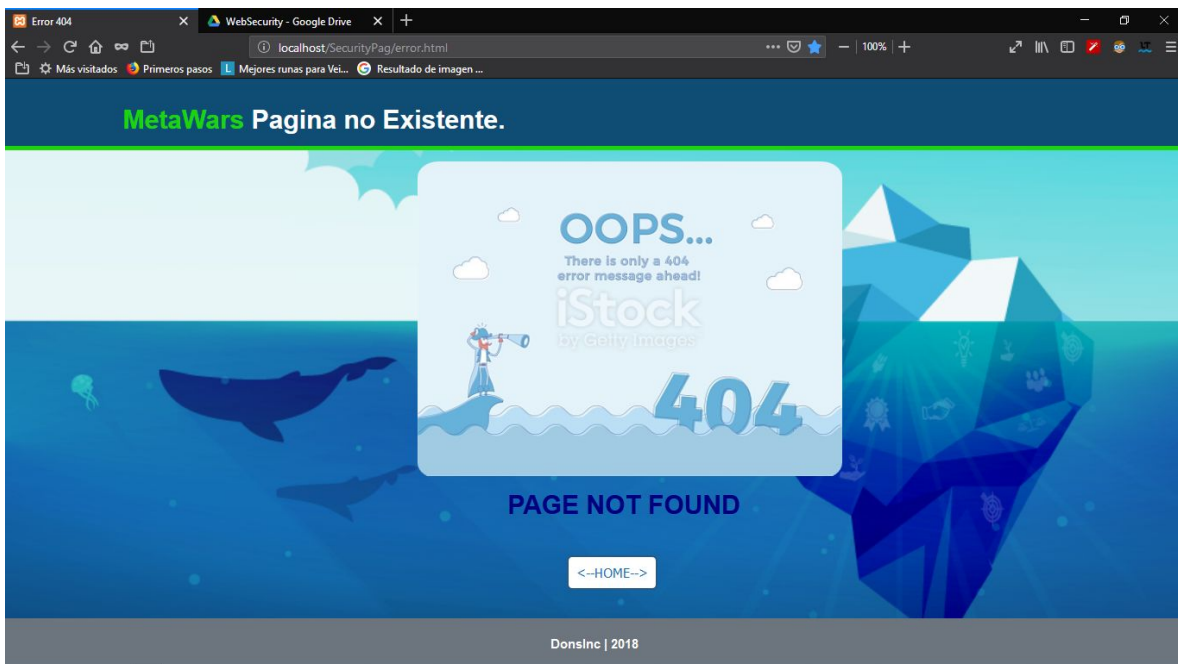 Error 404
WebSecurity - Google Drive
localhost/SecurityPag/error.html
100%
Más visitados
Primeros pasos
L Mejores runas para Vei...
G Resultado de imagen ...
MetaWars Pagina no Existente.
OOPS...
There is only a 404
error message ahead!
iStock
by Getty Images
404
PAGE NOT FOUND
<--HOME-->
DonsInc | 2018